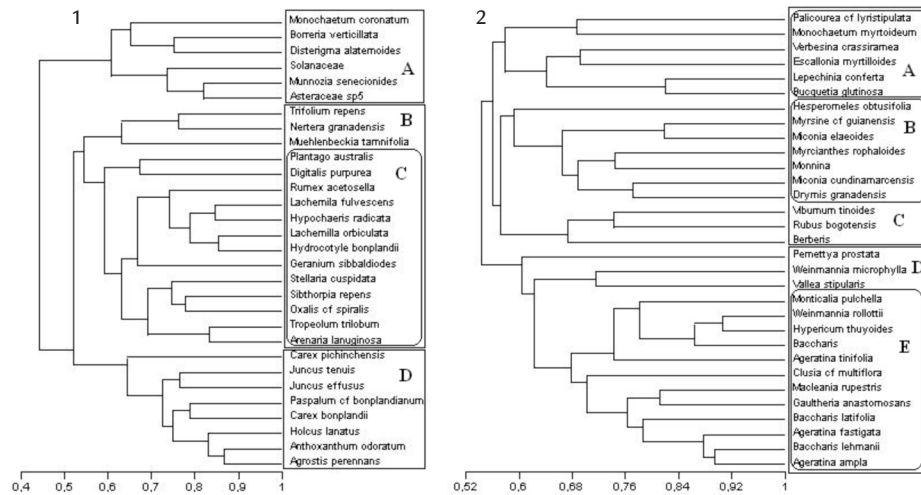 1
Monochaetum coronatum
Borreria verticillata
Disterigma alaternoides
Solanaceae
Munnozia senecionides
Asteraceae sp5
A
Trifolium repens
Nertera granadensis
Muehlenbeckia tamnifolia
B
Plantago australis
Digitalis purpurea
Rumex acetosella
Lachemila fulvescens
Hypochaeris radicata
Lachemilla orbiculata
Hydrocotyle bonplandii
Geranium sibbaldiodes
Stellaria cuspidata
Sibthorpia repens
Oxalis cf spiralis
Tropeolum trilobum
Arenaria lanuginosa
C
Carex pichinchensis
Juncus tenuis
Juncus effusus
Paspalum cf bonplandianum
Carex bonplandii
Holcus lanatus
Anthoxanthum odoratum
Agrostis perennans
D
0,4 0,5 0,6 0,7 0,8 0,9 1
2
Palicourea cf lyristipulata
Monochaetum myrtoideum
Verbesina crassiramea
Escallonia myrtilloides
Lepechinia conferta
Bucquetia glutinosa
A
Hesperomeles obtusifolia
Myrsine cf guianensis
Miconia elaeoides
Myrcianthes rophaloides
Monnina
Miconia cundinamarcensis
Drymis granadensis
B
Viburnum tinoides
Rubus bogotensis
Berberis
C
Pernettya prostata
Weinmannia microphylla
Vallea stipularis
D
Monticalia pulchella
Weinmannia rollottii
Hypericum thuyoides
Baccharis
Ageratina tinifolia
Clusia cf multiflora
Macleania rupestris
Gaultheria anastomosans
Baccharis latifolia
Ageratina fastigata
Baccharis lehmanii
Ageratina ampla
E
0,52 0,6 0,68 0,76 0,84 0,92 1